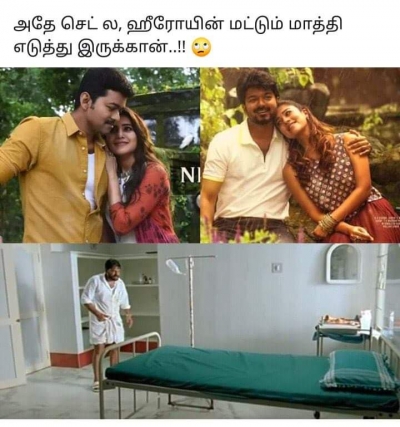 அதே செட் ல, ஹீரோயின் மட்டும் மாத்தி
எடுத்து இருக்கான்..!! 🙄